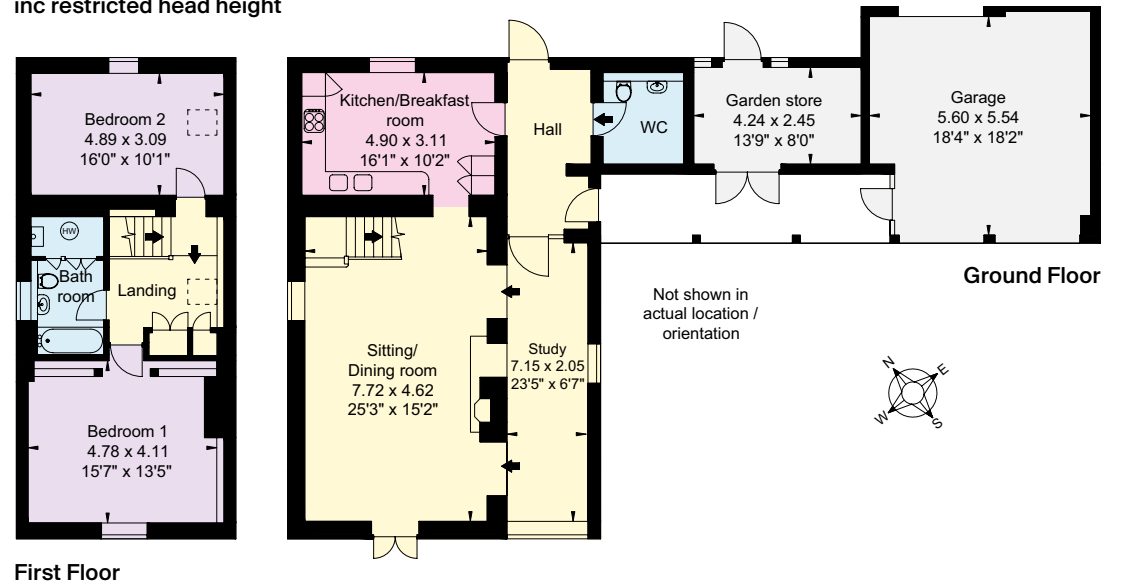 inc restricted head height
Bedroom 2
4.89 x 3.09
16'0" x 10'1"
HW
Bath
room
Landing
Bedroom 1
4.78 x 4.11
15'7" x 13'5"
First Floor
Kitchen/Breakfast
room
4.90 x 3.11
16'1" x 10'2"
Hall
WC
Garden store
4.24 x 2.45
13'9" x 8'0"
Garage
5.60 x 5.54
18'4" x 18'2"
Sitting/
Dining room
7.72 x 4.62
25'3" x 15'2"
Study
7.15 x 2.05
23'5" x 6'7"
Not shown in
actual location /
orientation
Ground Floor
N
E
W
S